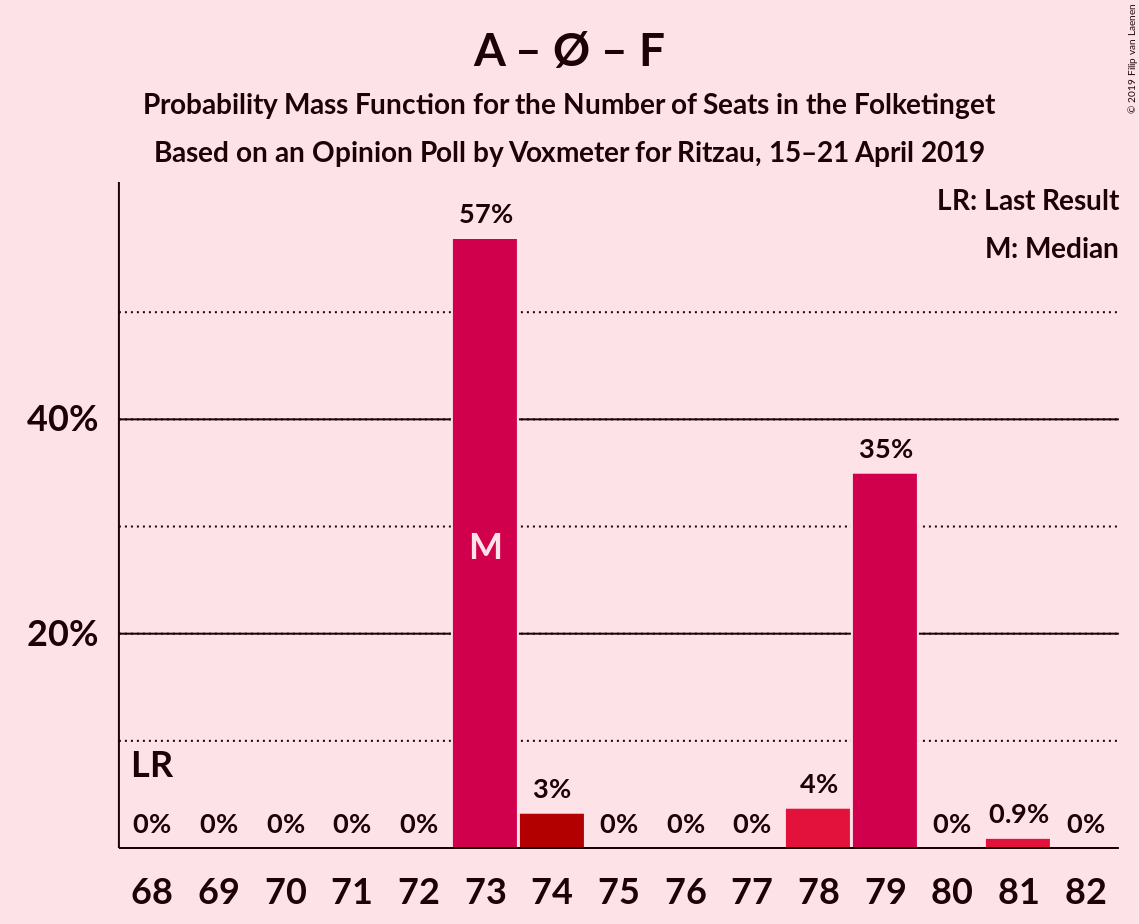 A – Ø – F
Probability Mass Function for the Number of Seats in the Folketinget
Based on an Opinion Poll by Voxmeter for Ritzau, 15–21 April 2019
© 2019 Filip van Laenen
LR: Last Result
M: Median
57%
40%
35%
M
20%
LR
0% 0% 0% 0% 0% 3% 0% 0% 0% 4% 0% 0.9% 0%
68 69 70 71 72 73 74 75 76 77 78 79 80 81 82